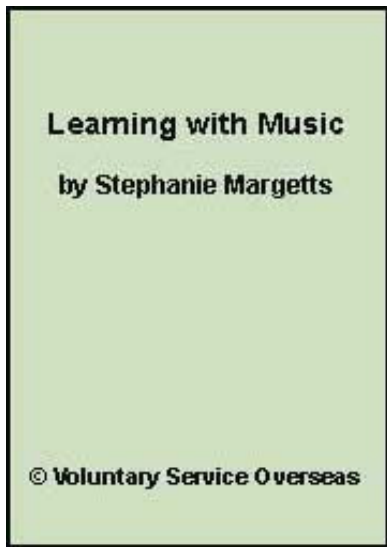 Learning with Music
by Stephanie Margetts
© Voluntary Service Overseas